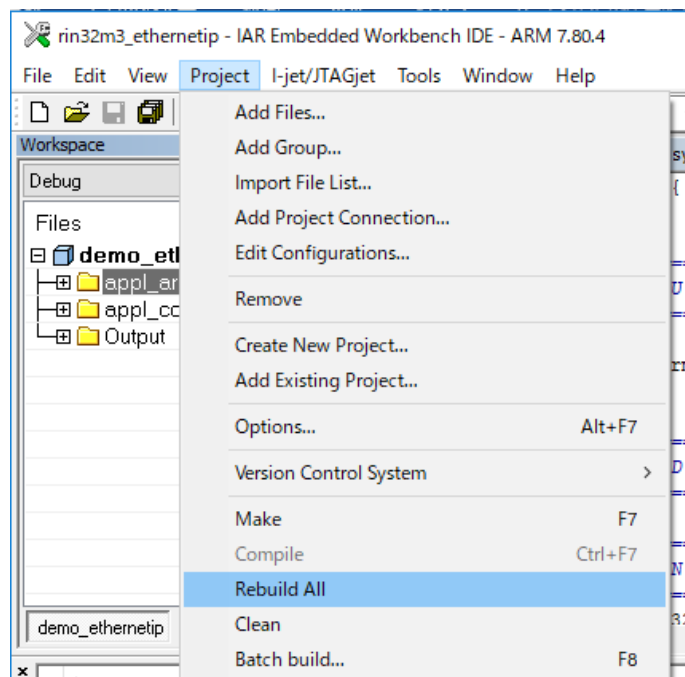 rin32m3_ethernetip - IAR Embedded Workbench IDE - ARM 7.80.4
File Edit View Project I-jet/JTAGjet Tools Window Help
Workspace
Debug
Files
demo_etl
appl_ar
appl_cc
Output
demo_ethernetip
Add Files...
Add Group...
Import File List...
Add Project Connection...
Edit Configurations...
Remove
Create New Project...
Add Existing Project...
Options... Alt+F7
Version Control System >
Make F7
Compile Ctrl+F7
Rebuild All
Clean
Batch build... F8